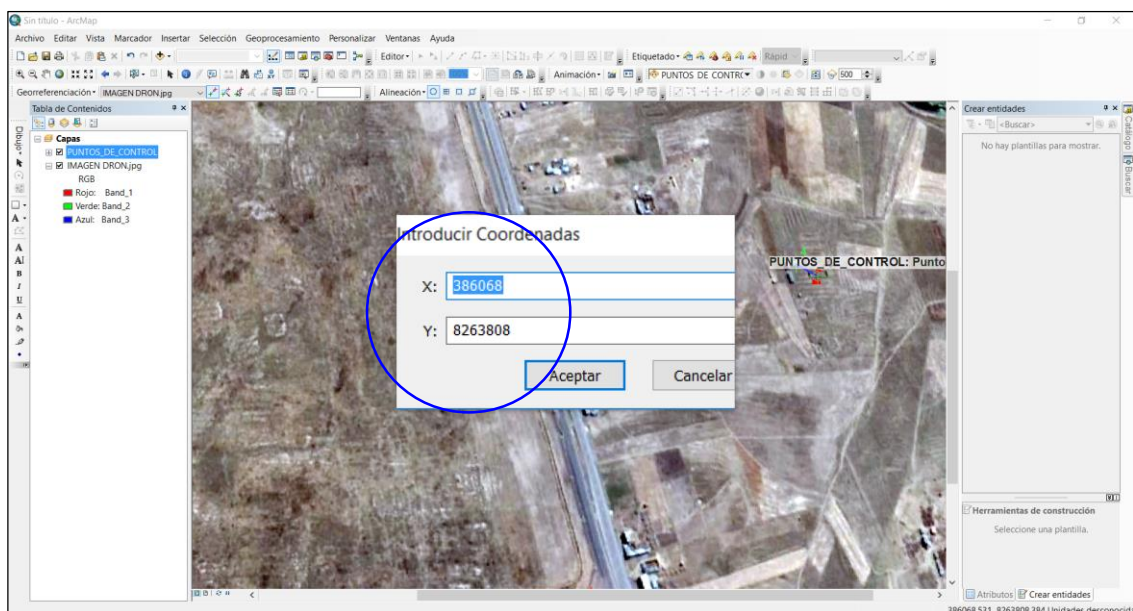 Sin título - ArcMap
Archivo Editar Vista Marcador Insertar Selección Geoprocesamiento Personalizar Ventanas Ayuda
Editor Etiquetado Rápid
Animación PUNTOS DE CONTR 500
Georreferenciación IMAGEN DRON.jpg Alineación
Tabla de Contenidos
Capas
PUNTOS_DE_CONTROL
IMAGEN DRON.jpg
RGB
Rojo: Band_1
Verde: Band_2
Azul: Band_3
Dibujo
A
A
AI
B
I
U
A
Introducir Coordenadas
X: 386068
Y: 8263808
Aceptar Cancelar
PUNTOS_DE_CONTROL: Punto
Crear entidades
<Buscar>
No hay plantillas para mostrar.
Catálogo
Buscar
Herramientas de construcción
Seleccione una plantilla.
Atributos Crear entidades
386068,531 8263808,384 Unidades desconocid